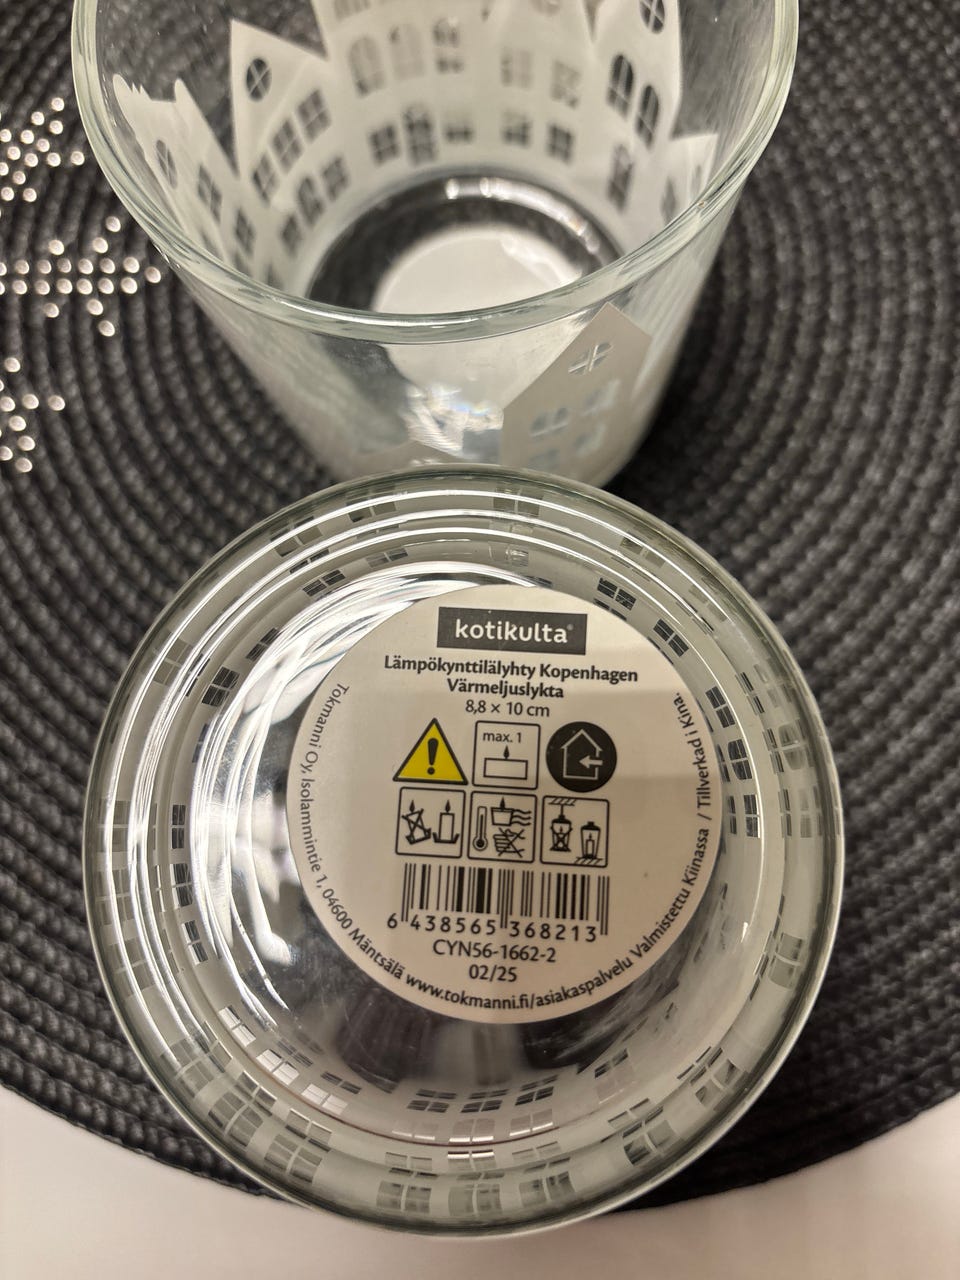 kotikulta®
Lämpökynttilälyhty Kopenhagen
Värmeljuslykta
8,8 × 10 cm
max. 1
6 438565 368213
CYN56-1662-2
02/25
Tokmanni Oy, Isolammintie 1, 04600 Mäntsälä www.tokmanni.fi/asiakaspalvelu Valmistettu Kiinassa / Tillverkad i Kina.